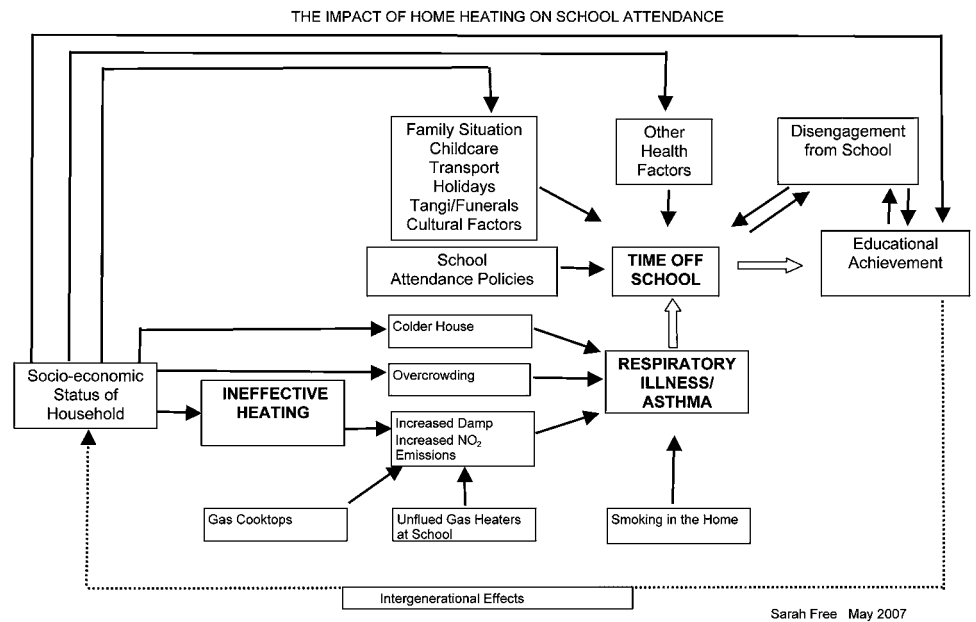 THE IMPACT OF HOME HEATING ON SCHOOL ATTENDANCE
Family Situation
Childcare
Transport
Holidays
Tangi/Funerals
Cultural Factors
Other
Health
Factors
Disengagement
from School
School
Attendance Policies
TIME OFF
SCHOOL
Educational
Achievement
Colder House
Socio-economic
Status of
Household
INEFFECTIVE
HEATING
Overcrowding
RESPIRATORY
ILLNESS/
ASTHMA
Increased Damp
Increased NO₂
Emissions
Gas Cooktops
Unflued Gas Heaters
at School
Smoking in the Home
Intergenerational Effects
Sarah Free May 2007